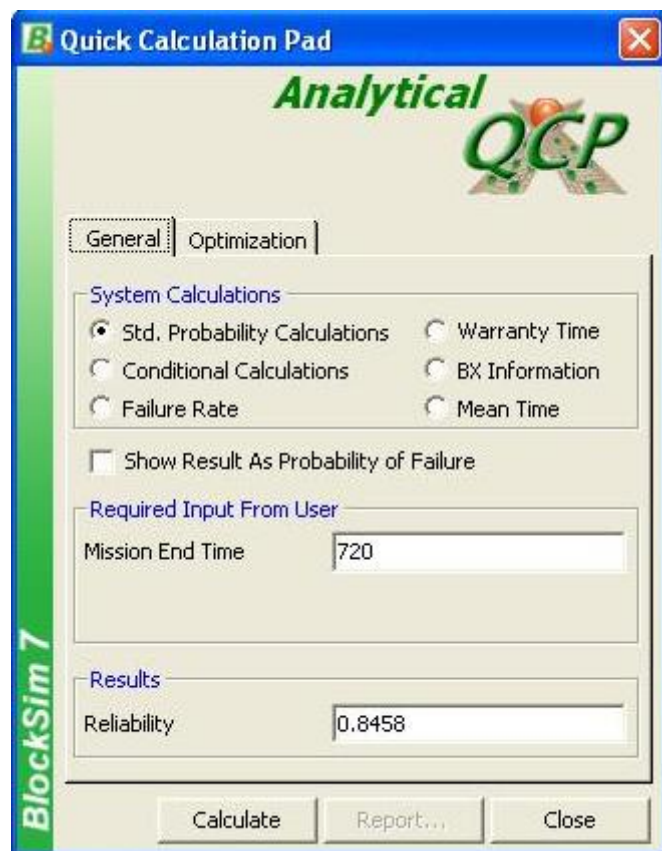 Quick Calculation Pad
Analytical
QCP
General
Optimization
System Calculations
Std. Probability Calculations
Warranty Time
Conditional Calculations
BX Information
Failure Rate
Mean Time
Show Result As Probability of Failure
Required Input From User
Mission End Time
720
Results
Reliability
0.8458
BlockSim 7
Calculate
Report...
Close